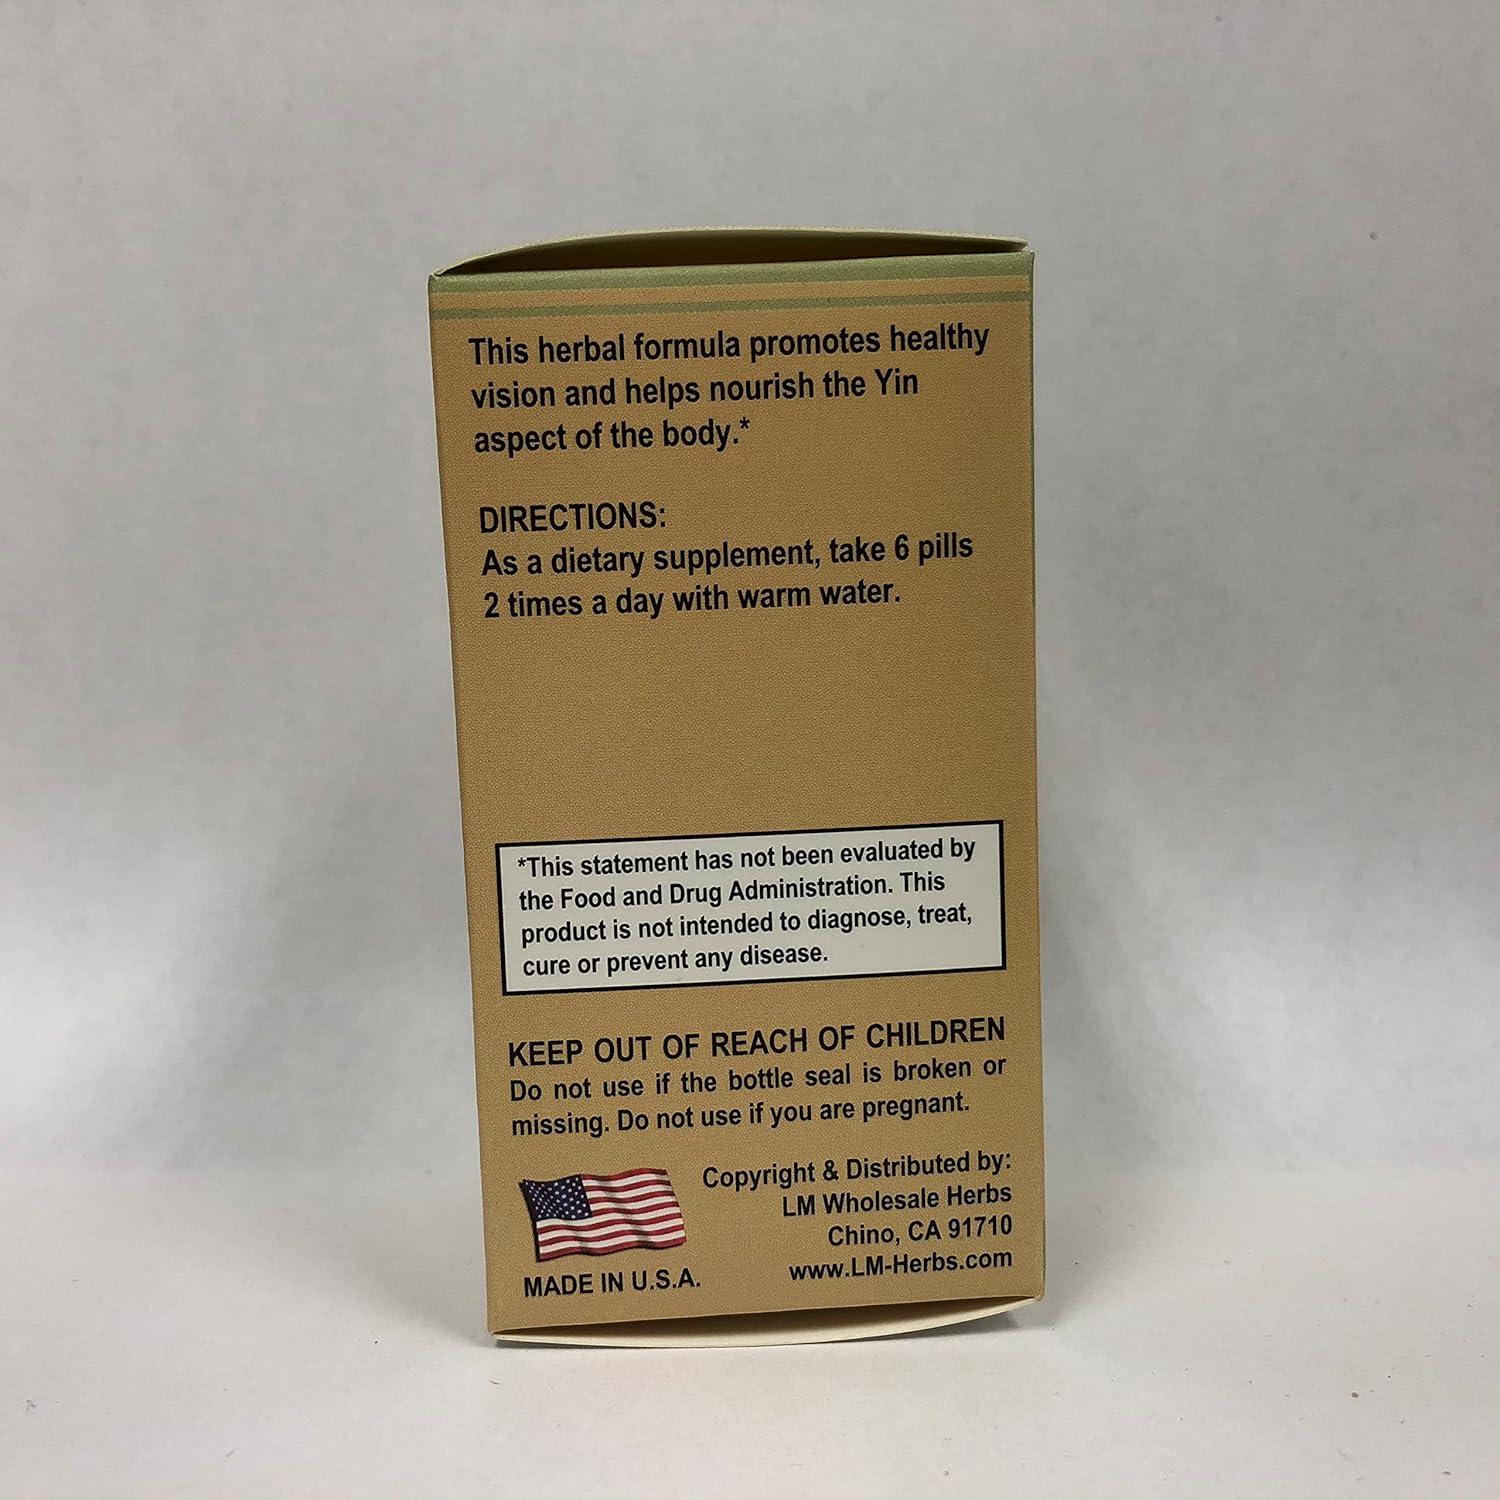 This herbal formula promotes healthy
vision and helps nourish the Yin
aspect of the body.*
DIRECTIONS:
As a dietary supplement, take 6 pills
2 times a day with warm water.
*This statement has not been evaluated by
the Food and Drug Administration. This
product is not intended to diagnose, treat,
cure or prevent any disease.
KEEP OUT OF REACH OF CHILDREN
Do not use if the bottle seal is broken or
missing. Do not use if you are pregnant.
Copyright & Distributed by:
LM Wholesale Herbs
Chino, CA 91710
www.LM-Herbs.com
MADE IN U.S.A.